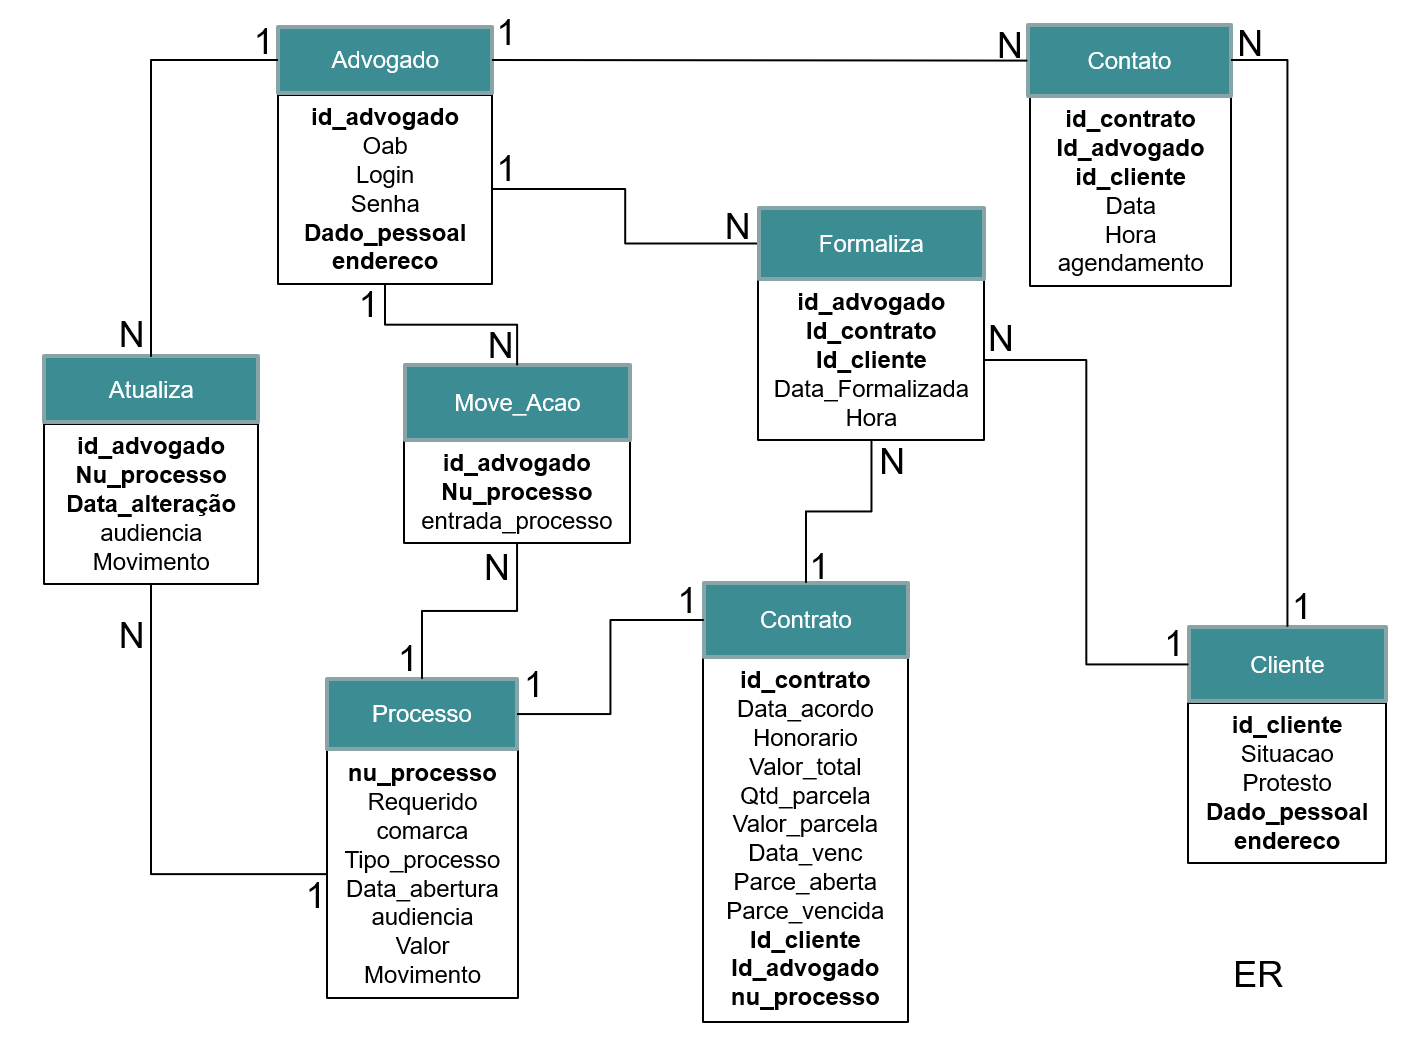 1
Advogado
1
id_advogado
Oab
Login
Senha
Dado_pessoal
endereco
1
1
N
Contato
N
id_contrato
Id_advogado
id_cliente
Data
Hora
agendamento
N
Formaliza
id_advogado
Id_contrato
Id_cliente
Data_Formalizada
Hora
N
N
N
Atualiza
id_advogado
Nu_processo
Data_alteração
audiencia
Movimento
N
N
Move_Acao
id_advogado
Nu_processo
entrada_processo
N
1
Processo
1
nu_processo
Requerido
comarca
Tipo_processo
Data_abertura
audiencia
Valor
Movimento
1
1
1
Contrato
id_contrato
Data_acordo
Honorario
Valor_total
Qtd_parcela
Valor_parcela
Data_venc
Parce_aberta
Parce_vencida
Id_cliente
Id_advogado
nu_processo
1
1
Cliente
id_cliente
Situacao
Protesto
Dado_pessoal
endereco
ER